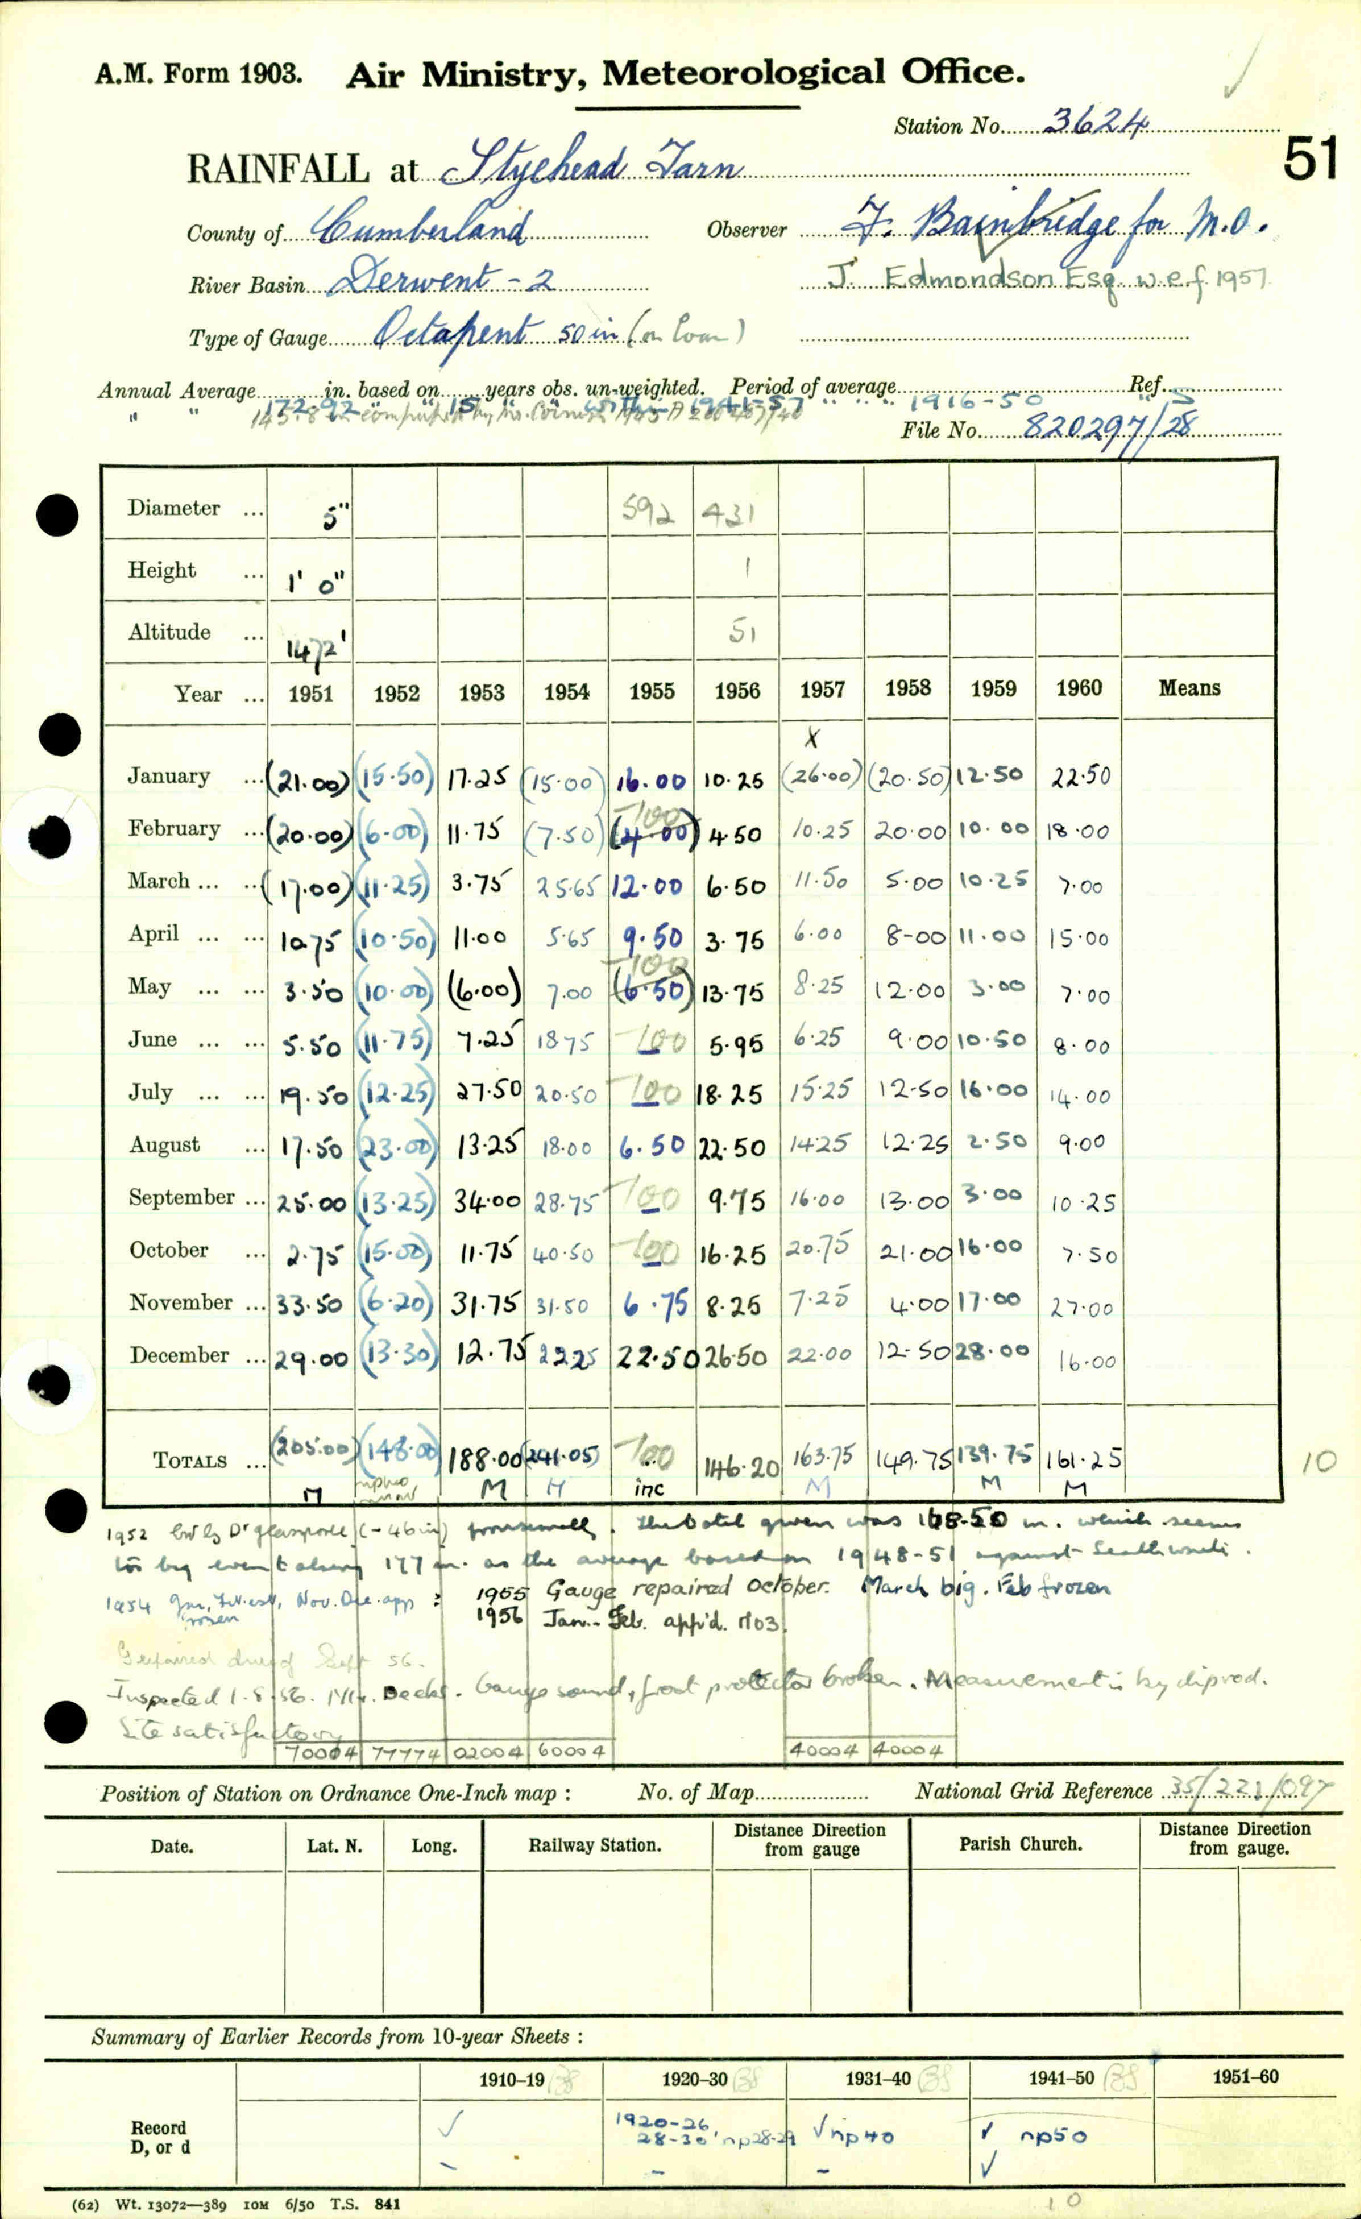 A.M. Form 1903. Air Ministry, Meteorological Office.
Station No. 3624
51
RAINFALL at Styehead Tarn
County of Cumberland Observer F. Bainbridge for M.O.
River Basin Derwent - 2 J. Edmondson Esq. w.e.f. 1957.
Type of Gauge Octapent 50 in (on loan)
Annual Average 172.92 in. based on 15 years obs. un-weighted. Period of average 1941-57 Ref. 5
" " " " " 1916-50 "
File No. 820297/28
Diameter ... 5" 592 431
Height ... 1' 0" 1
Altitude ... 1472' 51
Year ... 1951 1952 1953 1954 1955 1956 1957 1958 1959 1960 Means
X
January ... (21.00) (15.50) 17.25 (15.00) 16.00 10.25 (26.00) (20.50) 12.50 22.50
February ... (20.00) (6.00) 11.75 (7.50) -100 (4.00) 4.50 10.25 20.00 10.00 18.00
March ... ... (17.00) (11.25) 3.75 25.65 12.00 6.50 11.50 5.00 10.25 7.00
April ... ... 10.75 (10.50) 11.00 5.65 9.50 3.75 6.00 8-00 11.00 15.00
May ... ... 3.50 (10.00) (6.00) 7.00 -100 (6.50) 13.75 8.25 12.00 3.00 7.00
June ... ... 5.50 (11.75) 7.25 18.75 -100 5.95 6.25 9.00 10.50 8.00
July ... ... 19.50 (12.25) 27.50 20.50 -100 18.25 15.25 12.50 16.00 14.00
August ... 17.50 (23.00) 13.25 18.00 6.50 22.50 14.25 12.25 2.50 9.00
September ... 25.00 (13.25) 34.00 28.75 -100 9.75 16.00 13.00 3.00 10.25
October ... 2.75 (15.00) 11.75 40.50 -100 16.25 20.75 21.00 16.00 7.50
November ... 33.50 (6.20) 31.75 31.50 6.75 8.25 7.25 4.00 17.00 27.00
December ... 29.00 (13.30) 12.75 22.25 22.50 26.50 22.00 12.50 28.00 16.00
TOTALS ... (205.00) (148.00) 188.00 (241.05) -100 146.20 163.75 149.75 139.75 161.25 10
M M M inc M M M
1952 by Dr Glasspoole (-46 in) . The total given was 168.50 in. which seems
too big even taking 177 in. as the average based on 1948-51 against Seathwaite.
1954 Jan, Nov. Dec. app : 1955 Gauge repaired October. March big. Feb frozen
frozen 1956 Jan.- Feb. app'd.
Sept 56.
Inspected 1.8.56. Mr. Deeks. Gauge sound, frost protector broken. Measurement is by diprod.
Site satisfactory
70004 77774 02004 60004 40004 40004
Position of Station on Ordnance One-Inch map : No. of Map National Grid Reference 35/221/097
Date. Lat. N. Long. Railway Station. Distance Direction from gauge Parish Church. Distance Direction from gauge.
Summary of Earlier Records from 10-year Sheets :
1910-19 1920-30 1931-40 1941-50 1951-60
Record ✓ 1920-26 ✓ np40 ✓ np50
D, or d 28-30' np28-29 ✓
(62) Wt. 13072—389 10M 6/50 T.S. 841
10